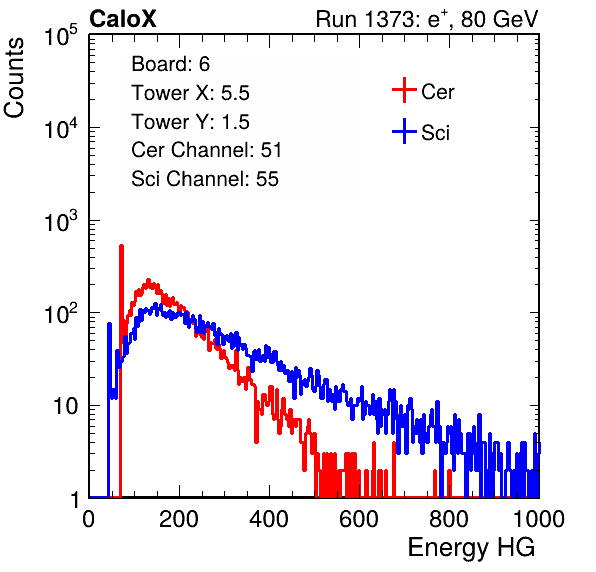 CaloX Run 1373: e⁺, 80 GeV
Counts
10⁵
10⁴
10³
10²
10
1
Board: 6
Tower X: 5.5
Tower Y: 1.5
Cer Channel: 51
Sci Channel: 55
Cer
Sci
0 200 400 600 800 1000
Energy HG